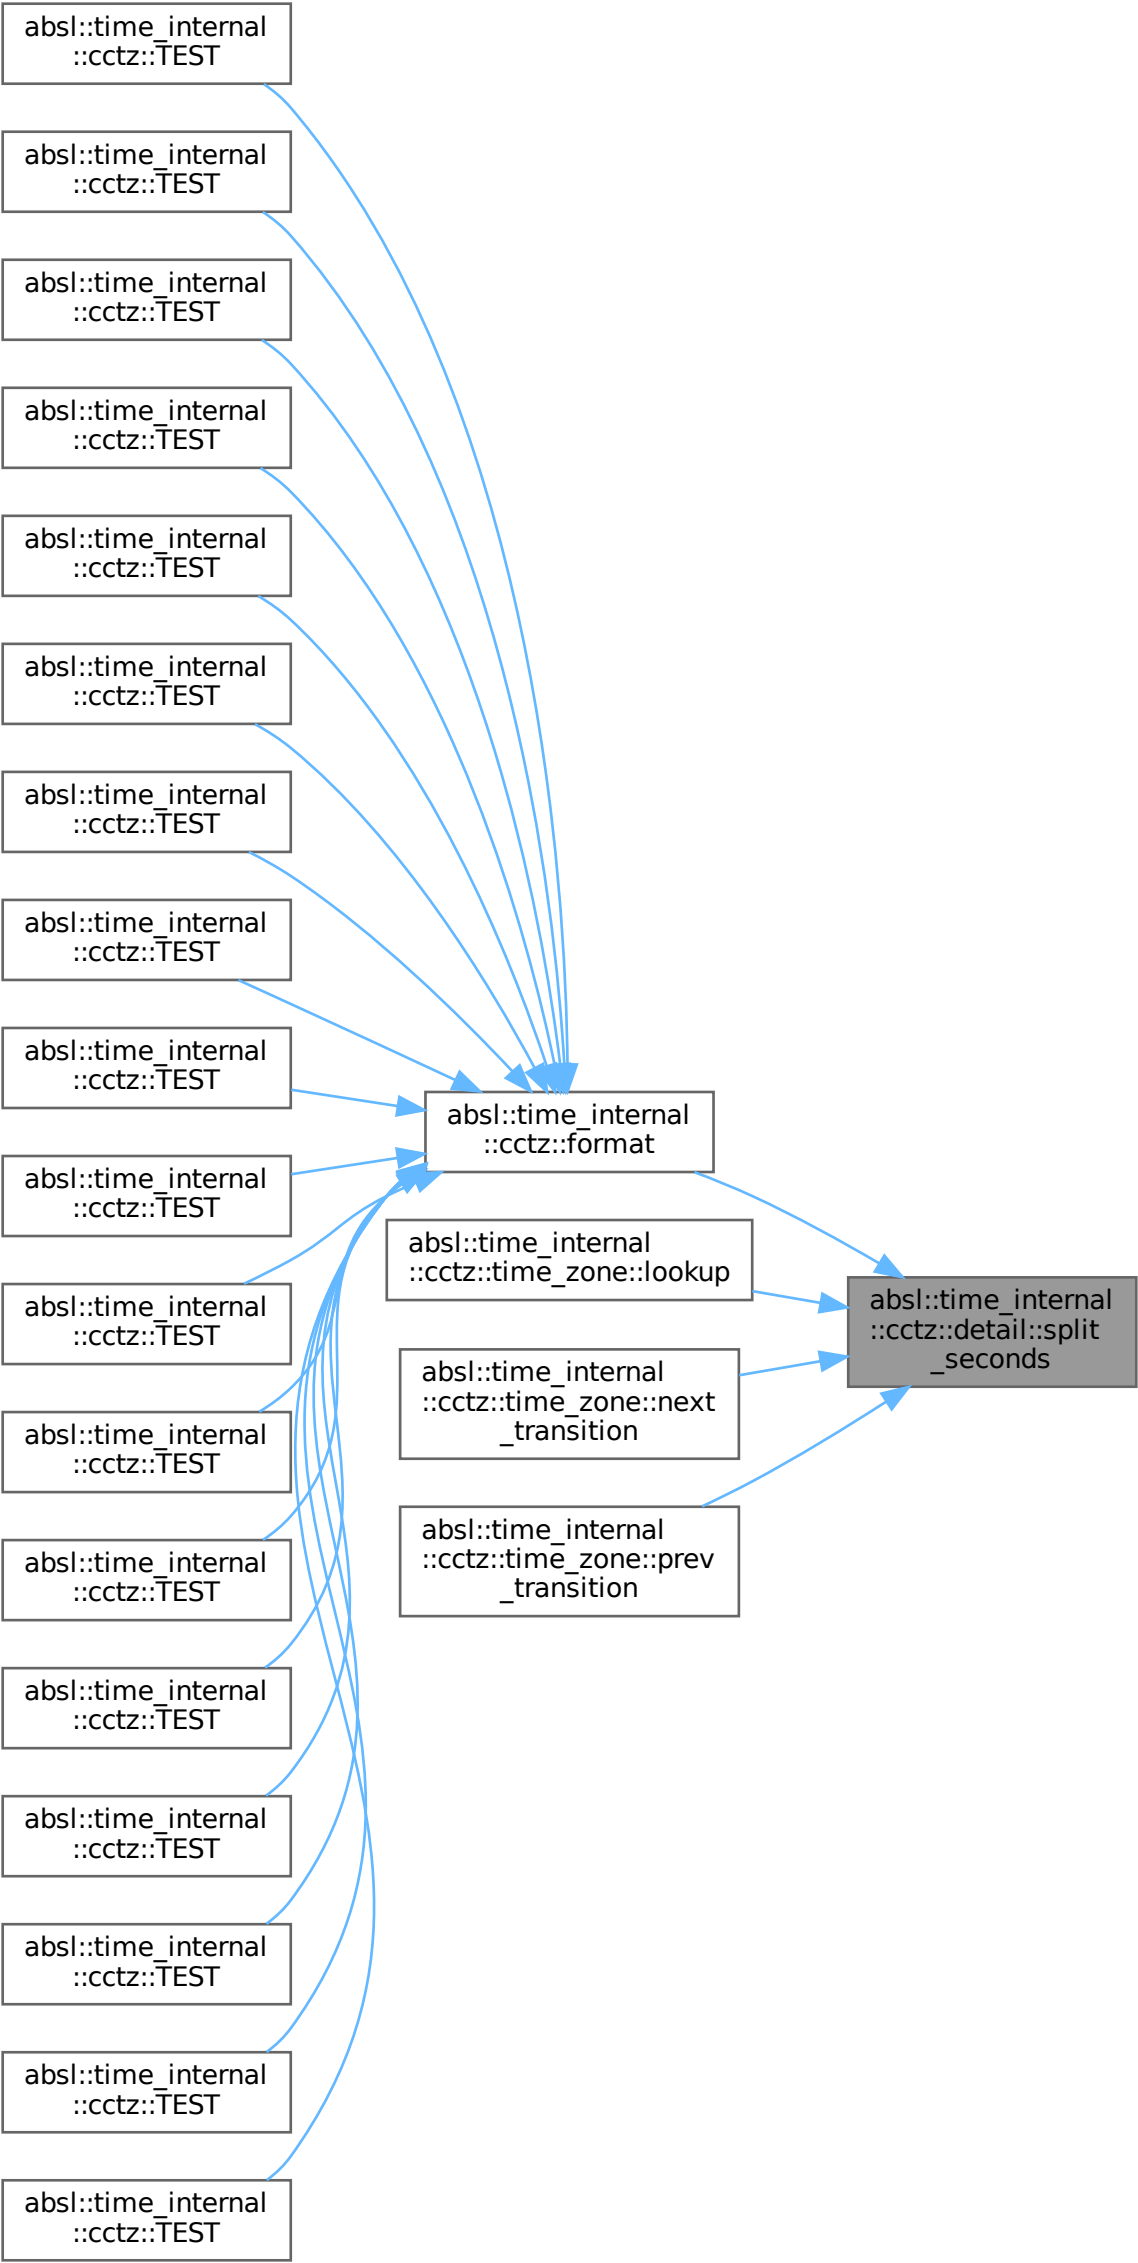 absl::time_internal
::cctz::TEST
absl::time_internal
::cctz::TEST
absl::time_internal
::cctz::TEST
absl::time_internal
::cctz::TEST
absl::time_internal
::cctz::TEST
absl::time_internal
::cctz::TEST
absl::time_internal
::cctz::TEST
absl::time_internal
::cctz::TEST
absl::time_internal
::cctz::TEST
absl::time_internal
::cctz::TEST
absl::time_internal
::cctz::TEST
absl::time_internal
::cctz::TEST
absl::time_internal
::cctz::TEST
absl::time_internal
::cctz::TEST
absl::time_internal
::cctz::TEST
absl::time_internal
::cctz::TEST
absl::time_internal
::cctz::TEST
absl::time_internal
::cctz::TEST
absl::time_internal
::cctz::format
absl::time_internal
::cctz::time_zone::lookup
absl::time_internal
::cctz::time_zone::next
_transition
absl::time_internal
::cctz::time_zone::prev
_transition
absl::time_internal
::cctz::detail::split
_seconds